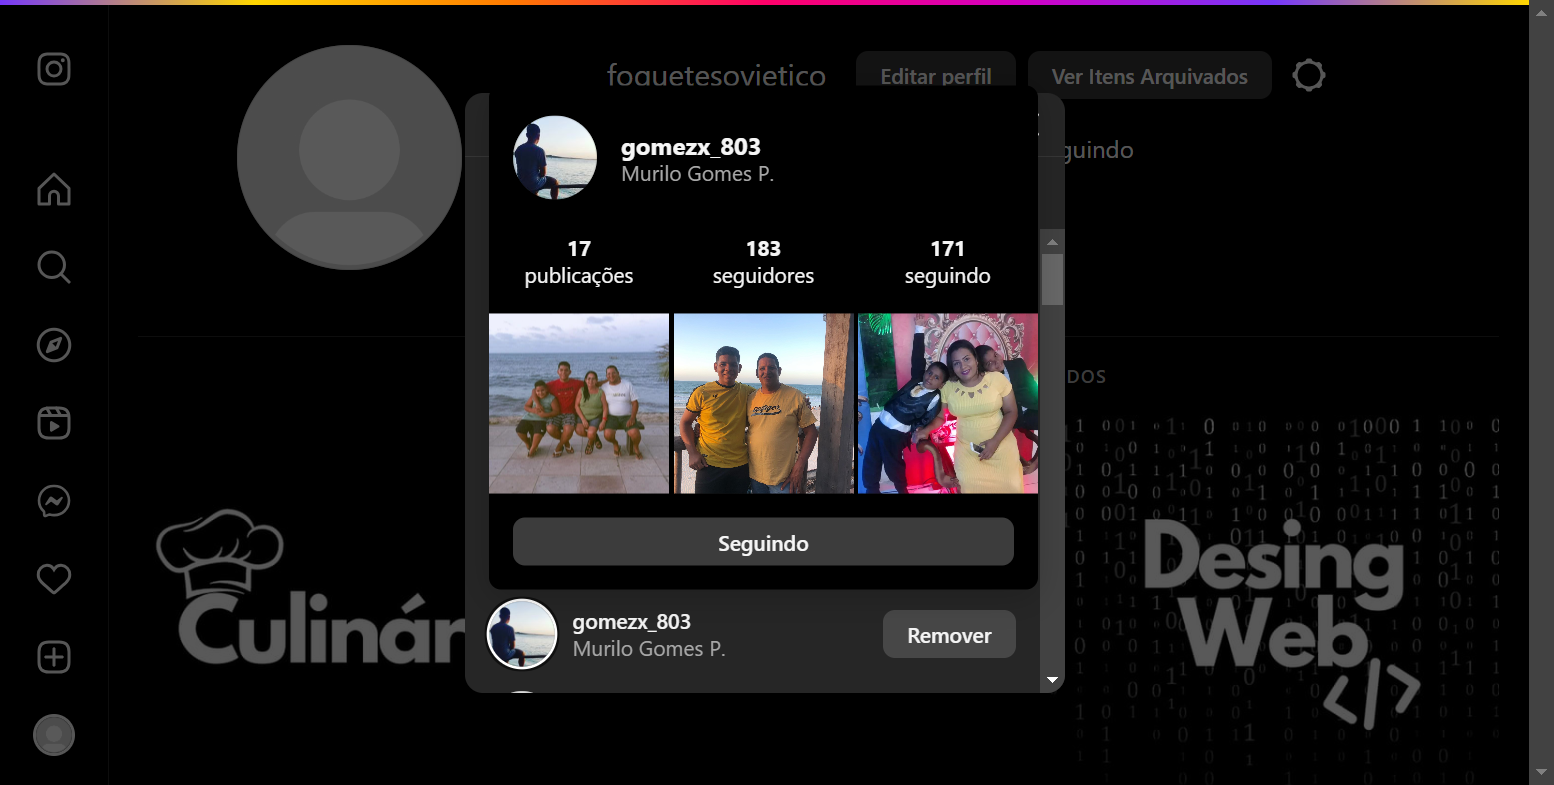 foguetesovietico
Editar perfil
Ver Itens Arquivados
guindo
gomezx_803
Murilo Gomes P.
17
publicações
183
seguidores
171
seguindo
DOS
Seguindo
Culinár
Desing
Web
</>
gomezx_803
Murilo Gomes P.
Remover